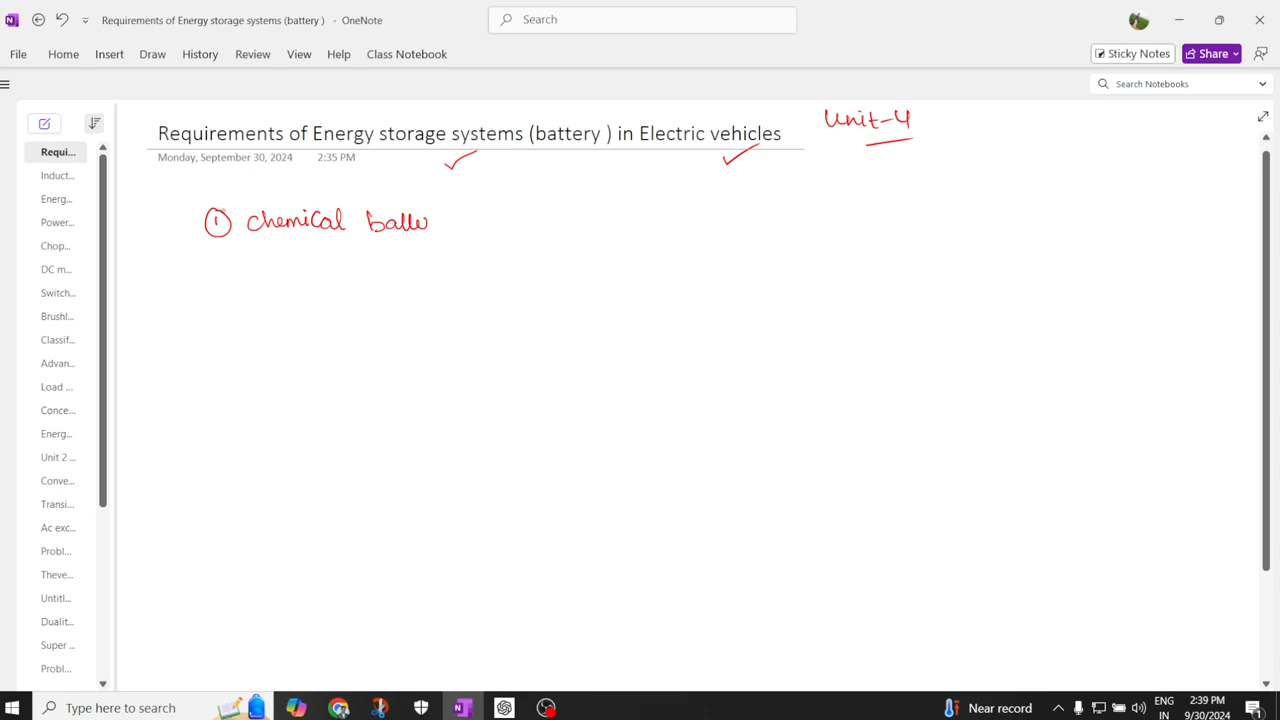 Requirements of Energy storage systems (battery ) - OneNote
Search
File Home Insert Draw History Review View Help Class Notebook
Sticky Notes Share
Search Notebooks
Requirements of Energy storage systems (battery ) in Electric vehicles
Unit-4
Monday, September 30, 2024 2:35 PM
① chemical batte
Requi...
Induct...
Energ...
Power...
Chop...
DC m...
Switch...
Brushl...
Classif...
Advan...
Load ...
Conce...
Energ...
Unit 2 ...
Conve...
Transi...
Ac exc...
Probl...
Theve...
Untitl...
Dualit...
Super ...
Probl...
Type here to search
Near record
ENG
IN
2:39 PM
9/30/2024
1